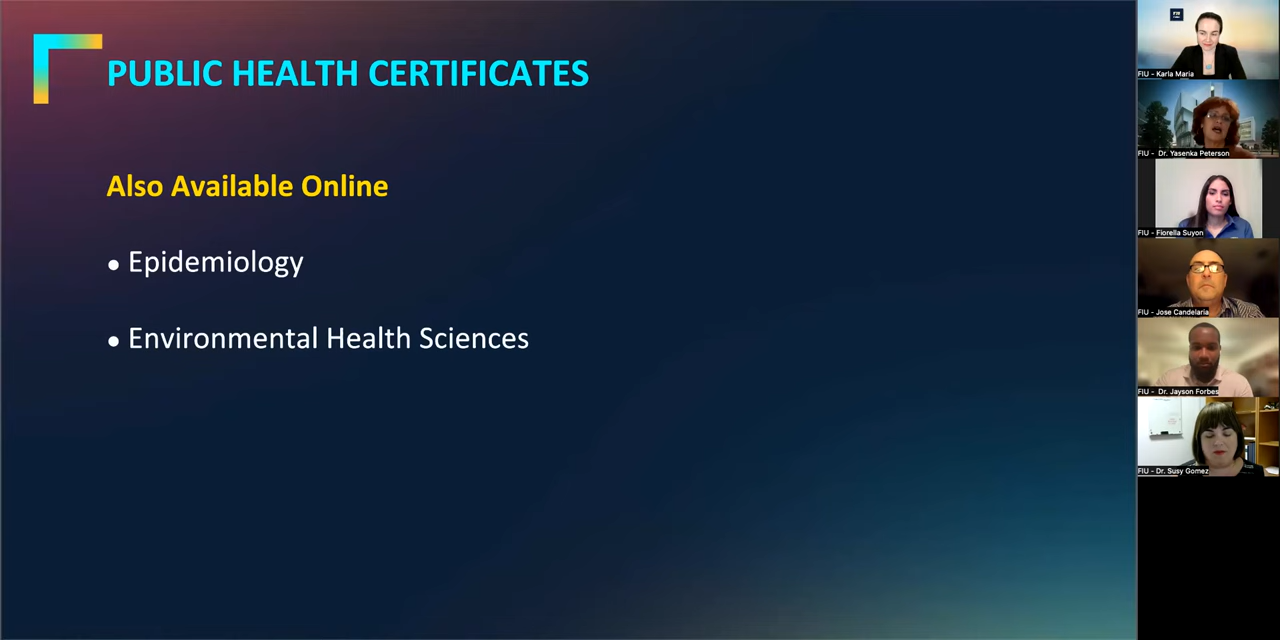 PUBLIC HEALTH CERTIFICATES
Also Available Online
• Epidemiology
• Environmental Health Sciences
FIU
FIU - Karla Maria
FIU - Dr. Yasenka Peterson
FIU - Fiorella Suyon
FIU - Jose Candelaria
FIU - Dr. Jayson Forbes
FIU - Dr. Susy Gomez